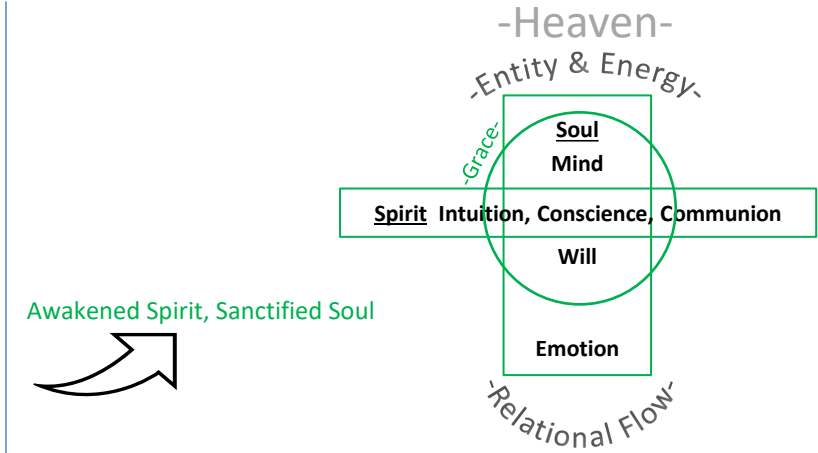 -Heaven-
-Entity & Energy-
-Grace-
Soul
Mind
Spirit Intuition, Conscience, Communion
Will
Awakened Spirit, Sanctified Soul
Emotion
-Relational Flow-